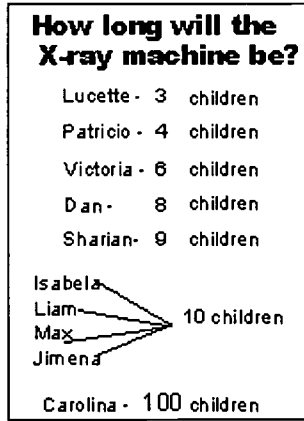 How long will the
X-ray machine be?
Lucette - 3 children
Patricio - 4 children
Victoria - 6 children
Dan - 8 children
Sharian- 9 children
Isabela
Liam
Max
Jimena
10 children
Carolina - 100 children